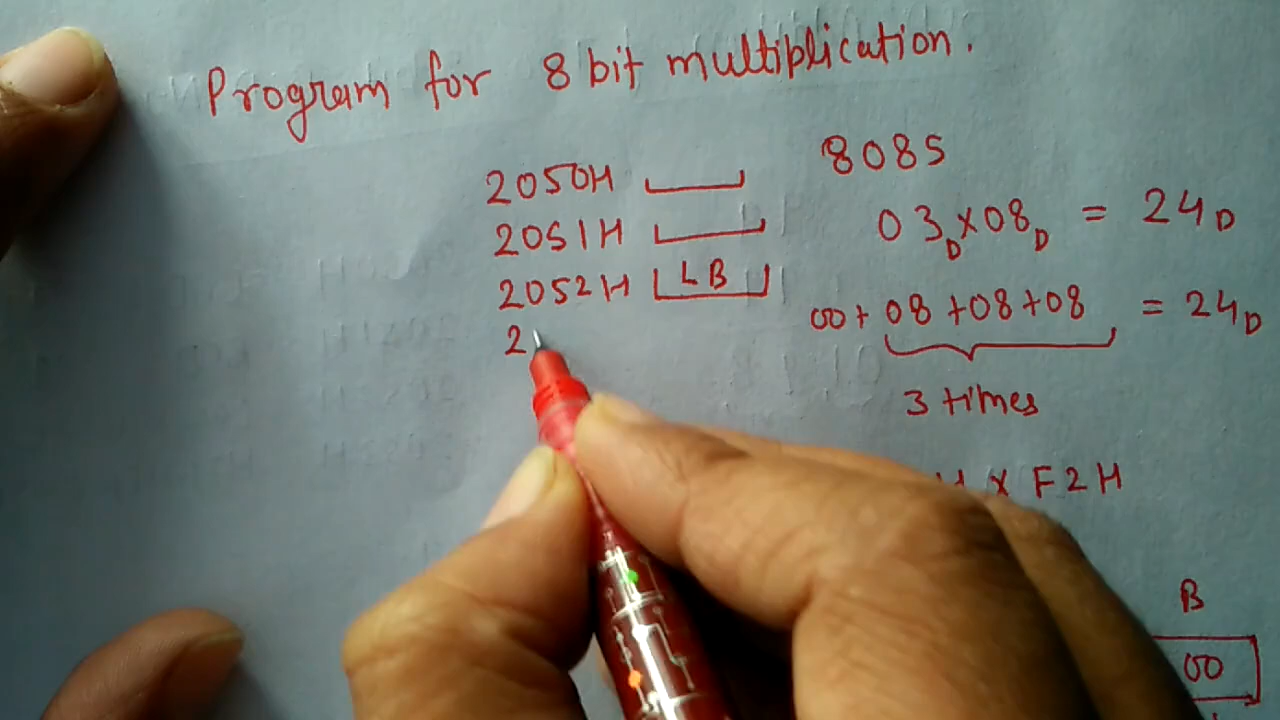 Program for 8 bit multiplication.
8085
2050H
2051H
03D x 08D = 24D
2052H LB
00 + 08 + 08 + 08 = 24D
2
3 times
H x F2H
B
00